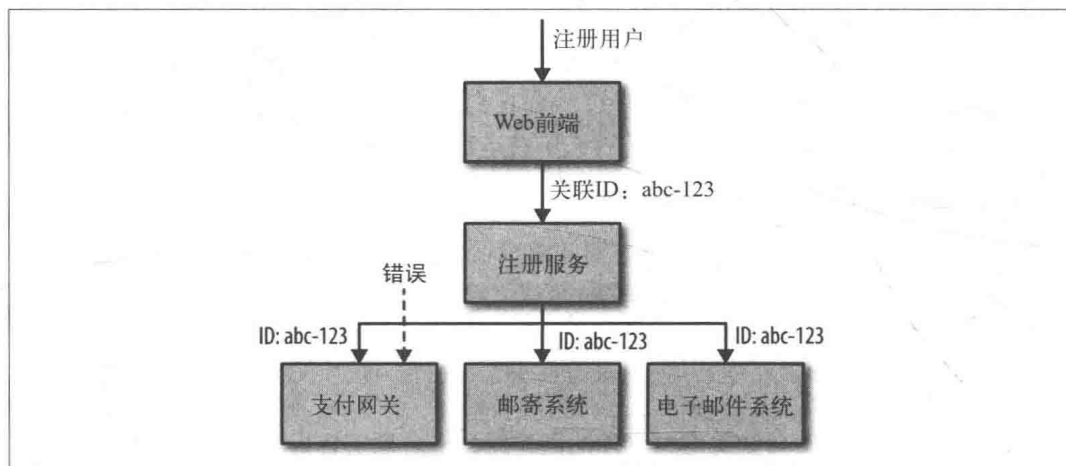 注册用户
Web前端
关联ID：abc-123
注册服务
错误
ID: abc-123
ID: abc-123
ID: abc-123
支付网关
邮寄系统
电子邮件系统